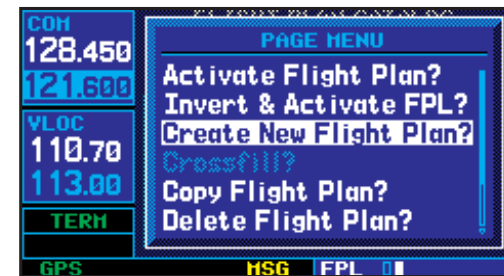 COM
128.450
121.600
VLOC
110.70
113.00
TERM
GPS
PAGE MENU
Activate Flight Plan?
Invert & Activate FPL?
Create New Flight Plan?
Crossfill?
Copy Flight Plan?
Delete Flight Plan?
MSG
FPL